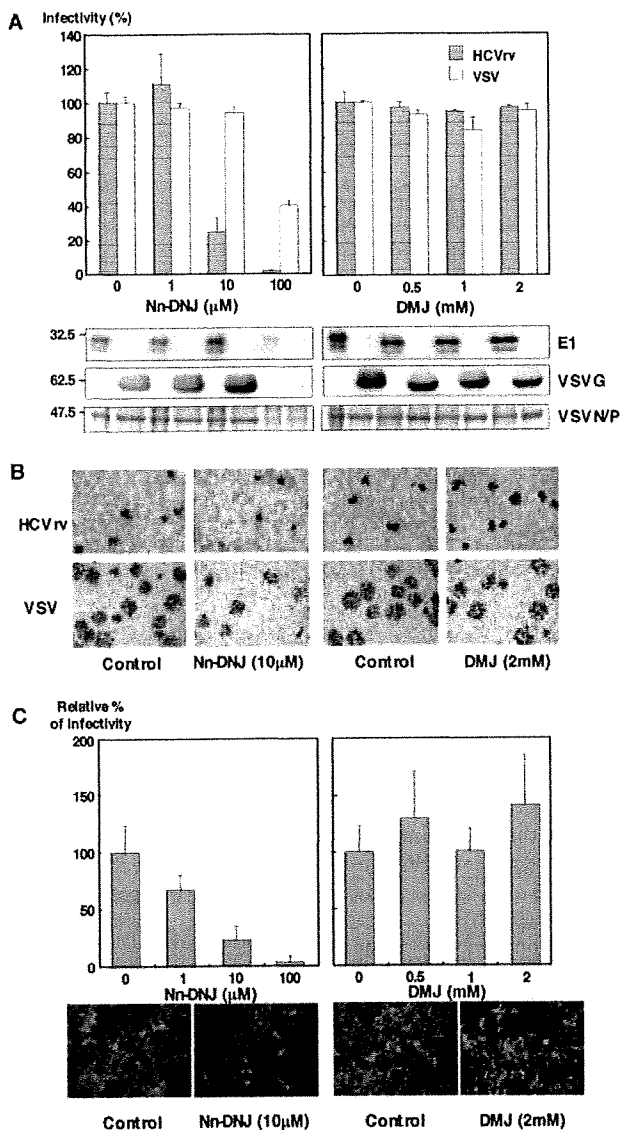 A
Infectivity (%)
140
120
100
80
60
40
20
0
HCVrv
VSV
0 1 10 100
Nn-DNJ (μM)
0 0.5 1 2
DMJ (mM)
32.5
E1
62.5
VSVG
47.5
VSVN/P
B
HCVrv
VSV
Control Nn-DNJ (10μM) Control DMJ (2mM)
C
Relative %
of Infectivity
200
150
100
50
0
0 1 10 100
Nn-DNJ (μM)
0 0.5 1 2
DMJ (mM)
Control Nn-DNJ (10μM) Control DMJ (2mM)